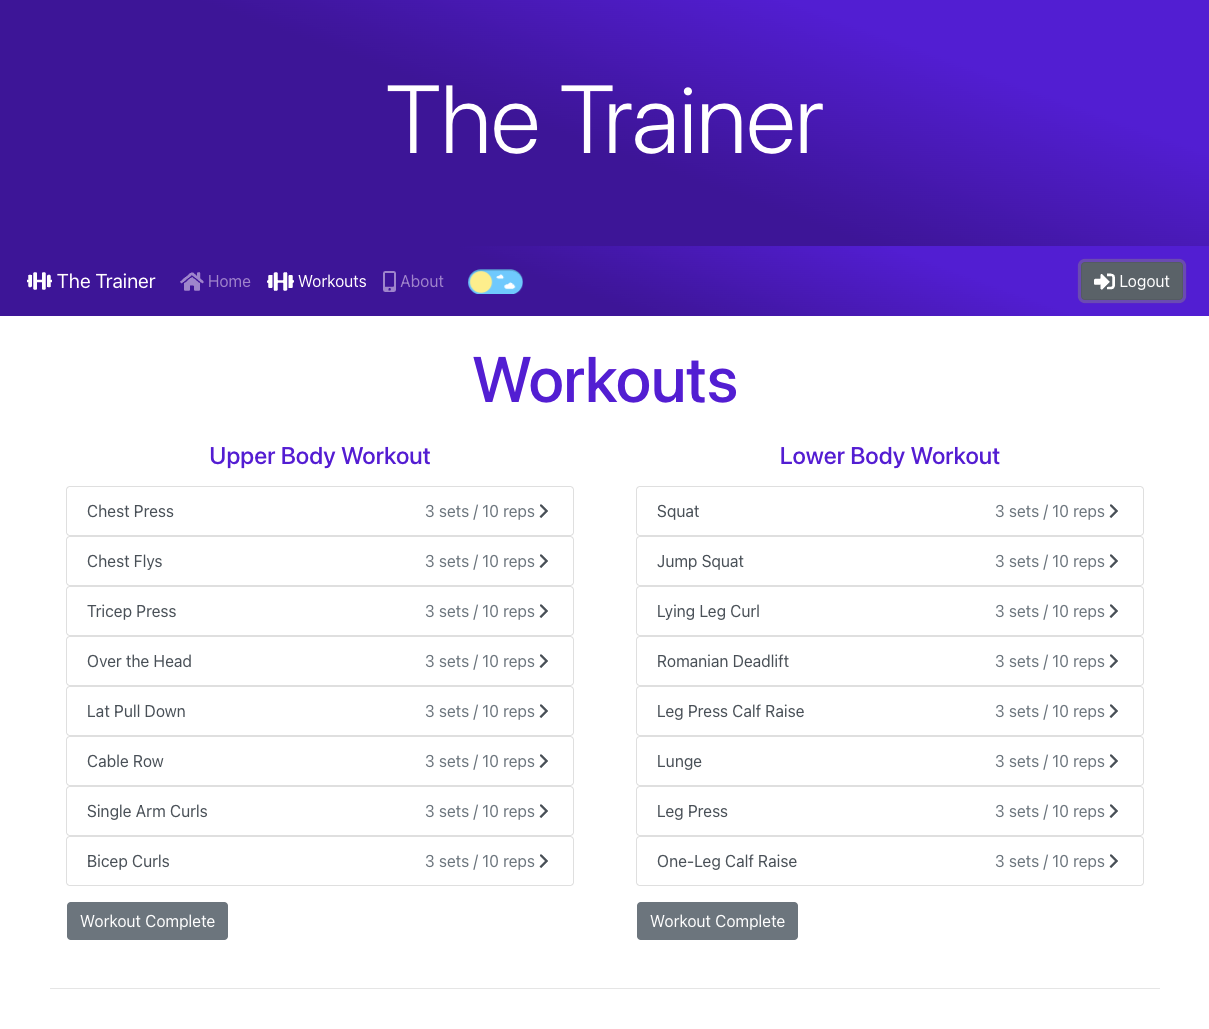 The Trainer
The Trainer Home Workouts About Logout
Workouts
Upper Body Workout
Chest Press 3 sets / 10 reps
Chest Flys 3 sets / 10 reps
Tricep Press 3 sets / 10 reps
Over the Head 3 sets / 10 reps
Lat Pull Down 3 sets / 10 reps
Cable Row 3 sets / 10 reps
Single Arm Curls 3 sets / 10 reps
Bicep Curls 3 sets / 10 reps
Workout Complete
Lower Body Workout
Squat 3 sets / 10 reps
Jump Squat 3 sets / 10 reps
Lying Leg Curl 3 sets / 10 reps
Romanian Deadlift 3 sets / 10 reps
Leg Press Calf Raise 3 sets / 10 reps
Lunge 3 sets / 10 reps
Leg Press 3 sets / 10 reps
One-Leg Calf Raise 3 sets / 10 reps
Workout Complete